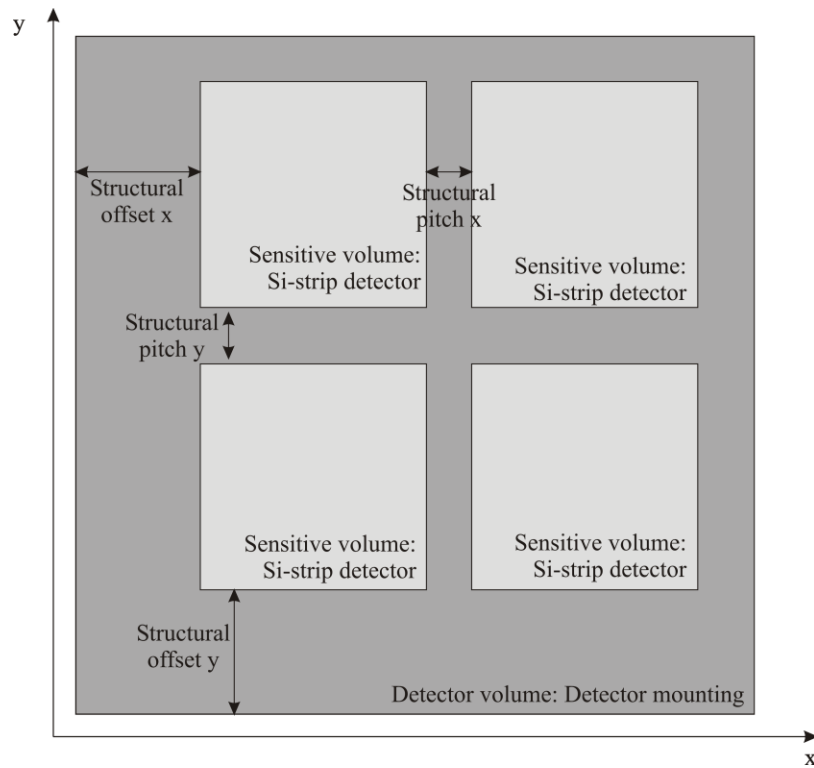 y
Structural
offset x
Structural
pitch x
Sensitive volume:
Si-strip detector
Sensitive volume:
Si-strip detector
Structural
pitch y
Sensitive volume:
Si-strip detector
Sensitive volume:
Si-strip detector
Structural
offset y
Detector volume: Detector mounting
x